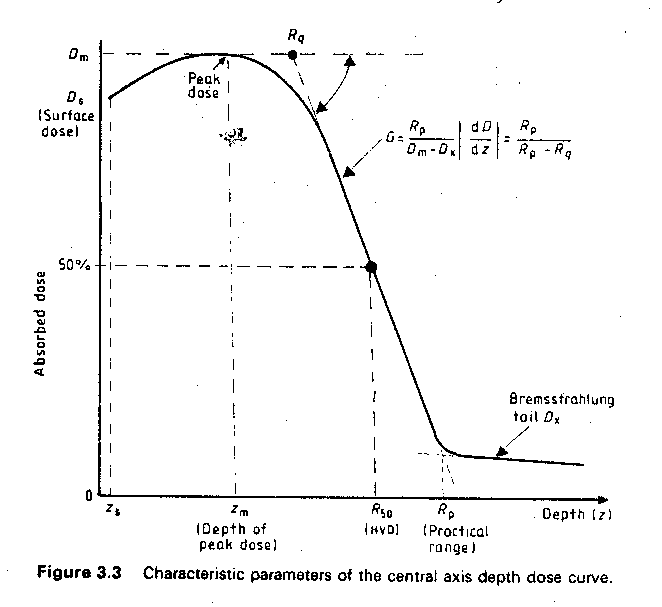 Rq
Dm
Peak
dose
Ds
(Surface
dose)
G = Rp / (Dm - Dx) | dD / dz | = Rp / (Rp - Rq)
50%
Absorbed dose
Bremsstrahlung
tail Dx
0
zs
zm
R50
Rp
Depth (z)
(Depth of
peak dose)
(HVD)
(Practical
range)
Figure 3.3 Characteristic parameters of the central axis depth dose curve.